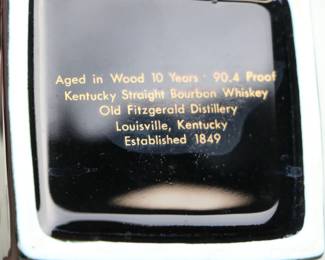 Aged in Wood 10 Years · 90.4 Proof
Kentucky Straight Bourbon Whiskey
Old Fitzgerald Distillery
Louisville, Kentucky
Established 1849